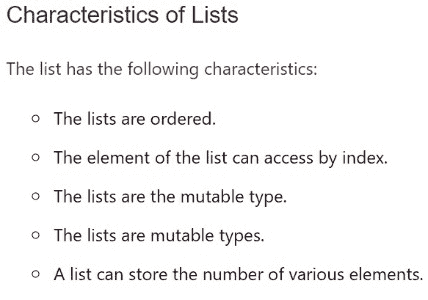 Characteristics of Lists
The list has the following characteristics:
The lists are ordered.
The element of the list can access by index.
The lists are the mutable type.
The lists are mutable types.
A list can store the number of various elements.